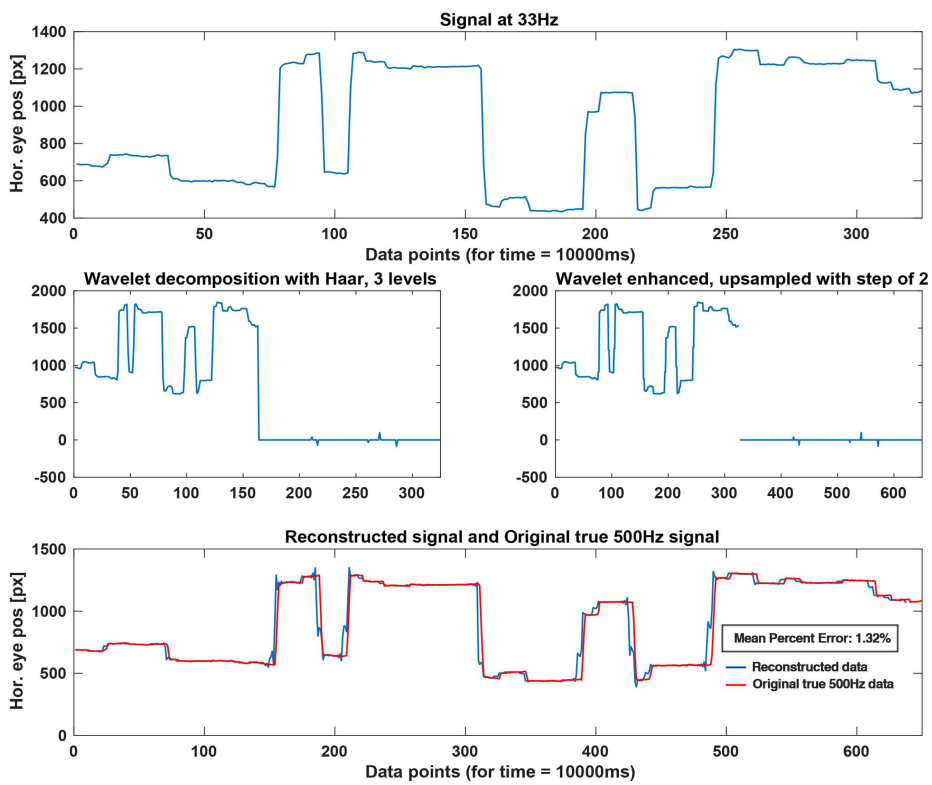 Signal at 33Hz
Hor. eye pos [px]
1400
1200
1000
800
600
400
0 50 100 150 200 250 300
Data points (for time = 10000ms)
Wavelet decomposition with Haar, 3 levels
2000
1500
1000
500
0
-500
0 50 100 150 200 250 300
Wavelet enhanced, upsampled with step of 2
2000
1500
1000
500
0
-500
0 100 200 300 400 500 600
Reconstructed signal and Original true 500Hz signal
Hor. eye pos [px]
1500
1000
500
0
Mean Percent Error: 1.32%
Reconstructed data
Original true 500Hz data
0 100 200 300 400 500 600
Data points (for time = 10000ms)